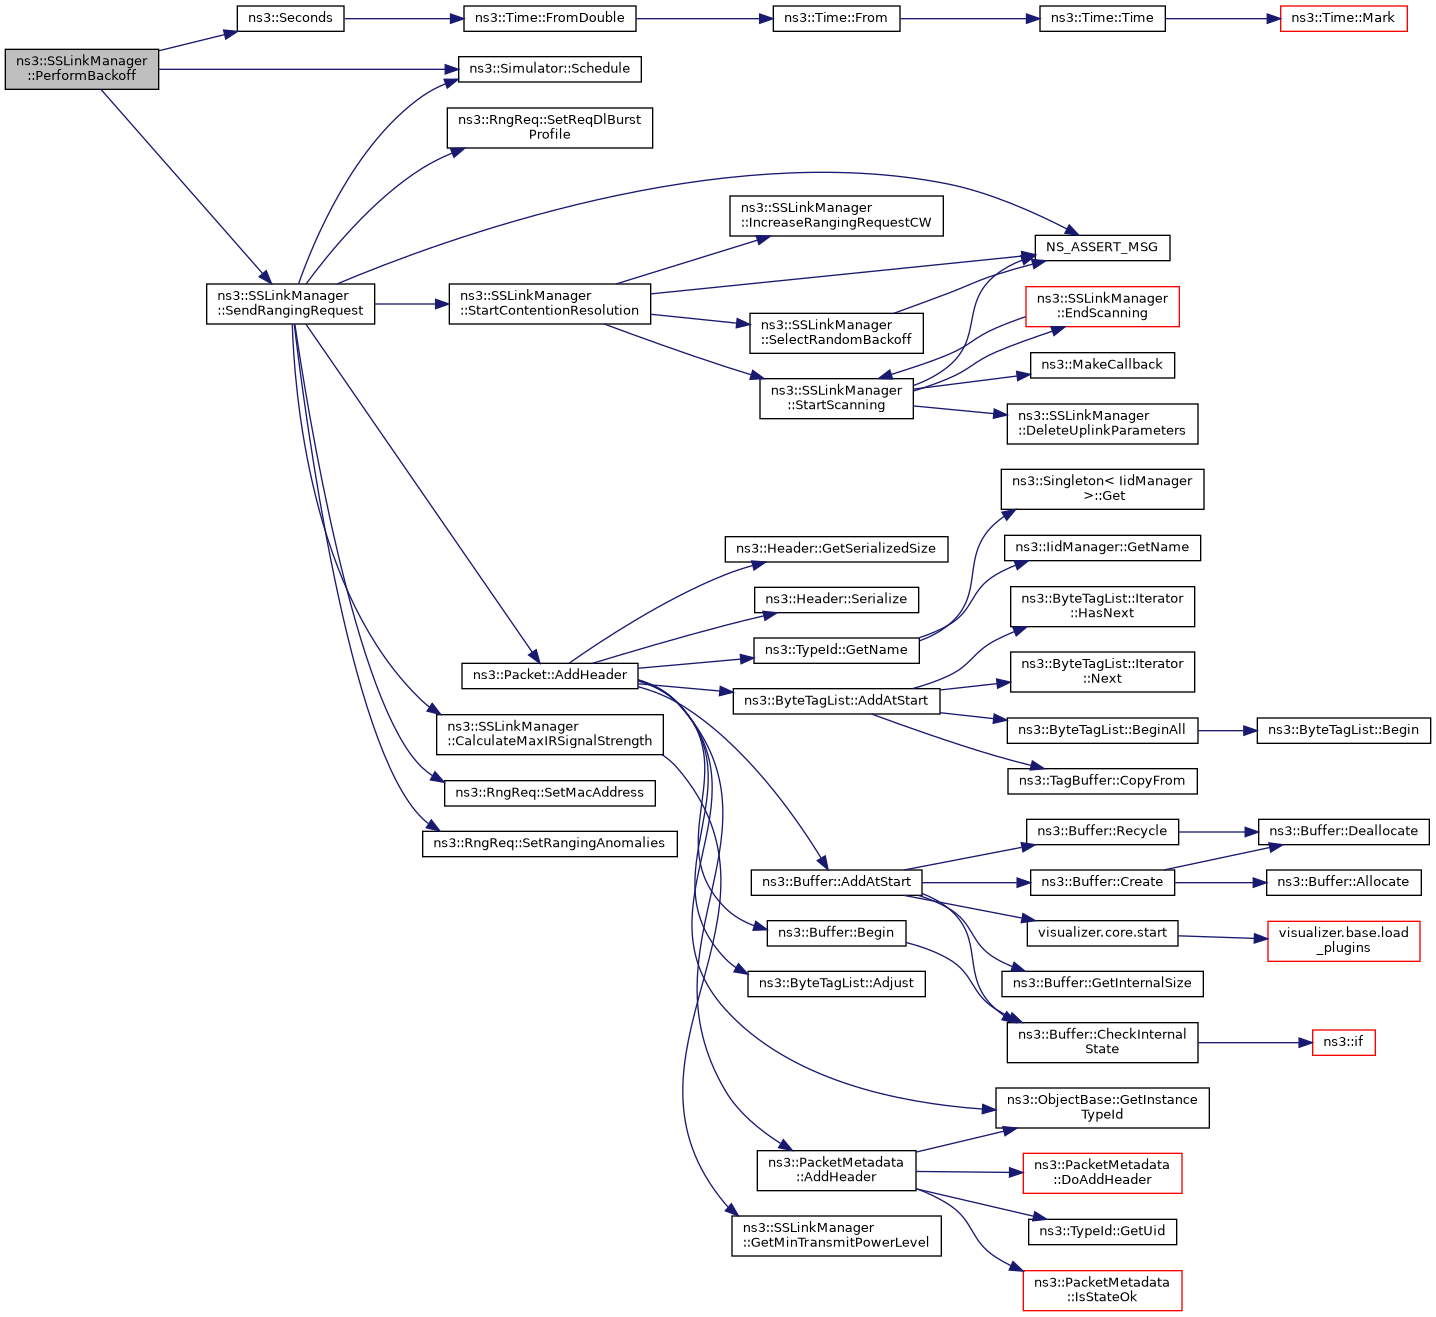 ns3::SSLinkManager
::PerformBackoff
ns3::Seconds
ns3::Time::FromDouble
ns3::Time::From
ns3::Time::Time
ns3::Time::Mark
ns3::Simulator::Schedule
ns3::RngReq::SetReqDlBurst
Profile
ns3::SSLinkManager
::IncreaseRangingRequestCW
NS_ASSERT_MSG
ns3::SSLinkManager
::SendRangingRequest
ns3::SSLinkManager
::StartContentionResolution
ns3::SSLinkManager
::SelectRandomBackoff
ns3::SSLinkManager
::EndScanning
ns3::SSLinkManager
::StartScanning
ns3::MakeCallback
ns3::SSLinkManager
::DeleteUplinkParameters
ns3::Singleton< IidManager
>::Get
ns3::Header::GetSerializedSize
ns3::IidManager::GetName
ns3::Header::Serialize
ns3::ByteTagList::Iterator
::HasNext
ns3::TypeId::GetName
ns3::Packet::AddHeader
ns3::ByteTagList::Iterator
::Next
ns3::ByteTagList::AddAtStart
ns3::ByteTagList::BeginAll
ns3::ByteTagList::Begin
ns3::SSLinkManager
::CalculateMaxIRSignalStrength
ns3::TagBuffer::CopyFrom
ns3::RngReq::SetMacAddress
ns3::RngReq::SetRangingAnomalies
ns3::Buffer::Recycle
ns3::Buffer::Deallocate
ns3::Buffer::AddAtStart
ns3::Buffer::Create
ns3::Buffer::Allocate
ns3::Buffer::Begin
visualizer.core.start
visualizer.base.load
_plugins
ns3::ByteTagList::Adjust
ns3::Buffer::GetInternalSize
ns3::Buffer::CheckInternal
State
ns3::if
ns3::ObjectBase::GetInstance
TypeId
ns3::PacketMetadata
::AddHeader
ns3::PacketMetadata
::DoAddHeader
ns3::SSLinkManager
::GetMinTransmitPowerLevel
ns3::TypeId::GetUid
ns3::PacketMetadata
::IsStateOk